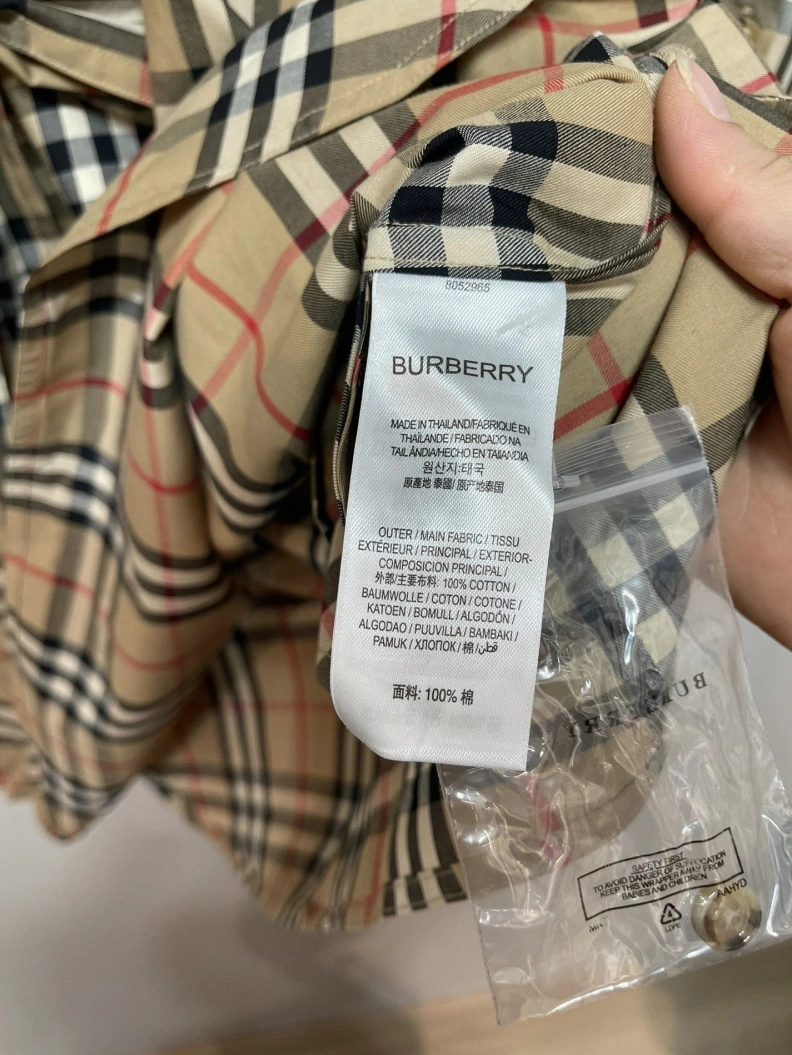 8052965
BURBERRY
MADE IN THAILAND/FABRIQUÉ EN
THAÏLANDE / FABRICADO NA
TAILÂNDIA/HECHO EN TAILANDIA
원산지:태국
原產地 泰國/ 原产地泰国
OUTER / MAIN FABRIC / TISSU
EXTÉRIEUR / PRINCIPAL / EXTERIOR-
COMPOSICION PRINCIPAL /
外部/主要布料: 100% COTTON /
BAUMWOLLE / COTON / COTONE /
KATOEN / BOMULL / ALGODÓN /
ALGODAO / PUUVILLA / BAMBAKI /
PAMUK / ХЛОПОК / 棉/قطن
面料: 100% 棉
BURBERRY
SAFETY FIRST
TO AVOID DANGER OF SUFFOCATION
KEEP THIS WRAPPER AWAY FROM
BABIES AND CHILDREN
AAHYD
LDPE